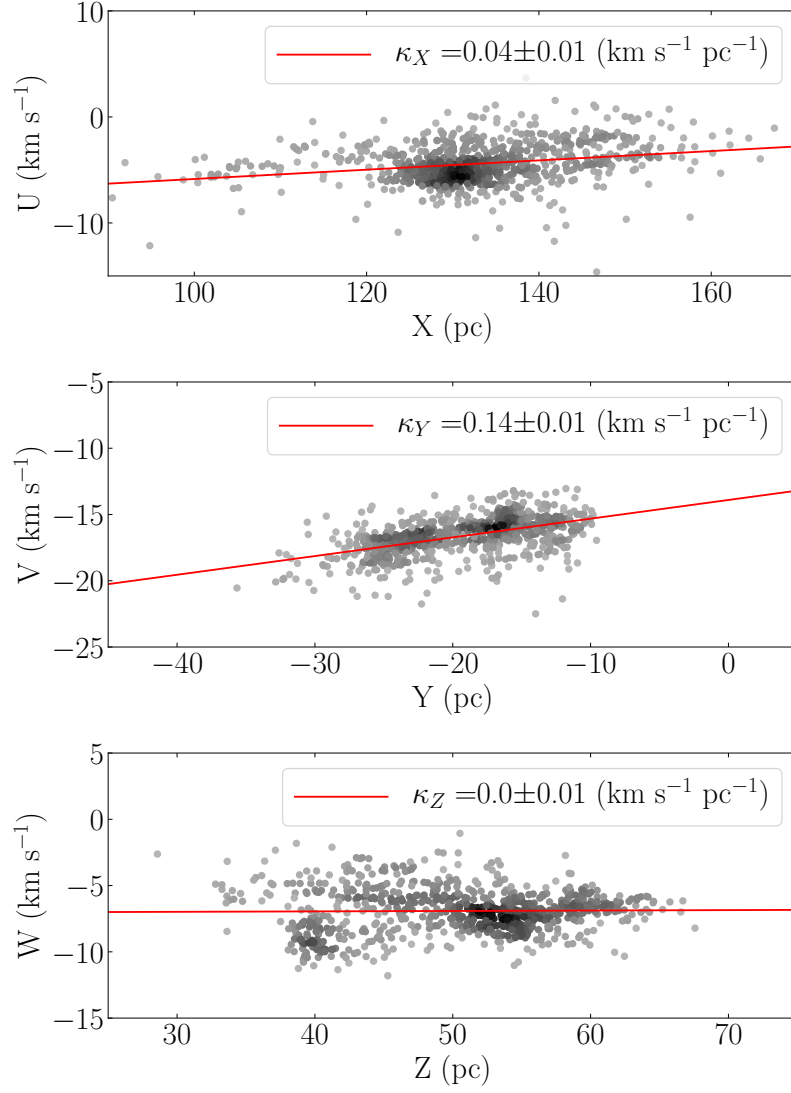 10
0
−10
U (km s⁻¹)
κ_X =0.04±0.01 (km s⁻¹ pc⁻¹)
100 120 140 160
X (pc)
−5
−10
−15
−20
−25
V (km s⁻¹)
κ_Y =0.14±0.01 (km s⁻¹ pc⁻¹)
−40 −30 −20 −10 0
Y (pc)
5
0
−5
−10
−15
W (km s⁻¹)
κ_Z =0.0±0.01 (km s⁻¹ pc⁻¹)
30 40 50 60 70
Z (pc)